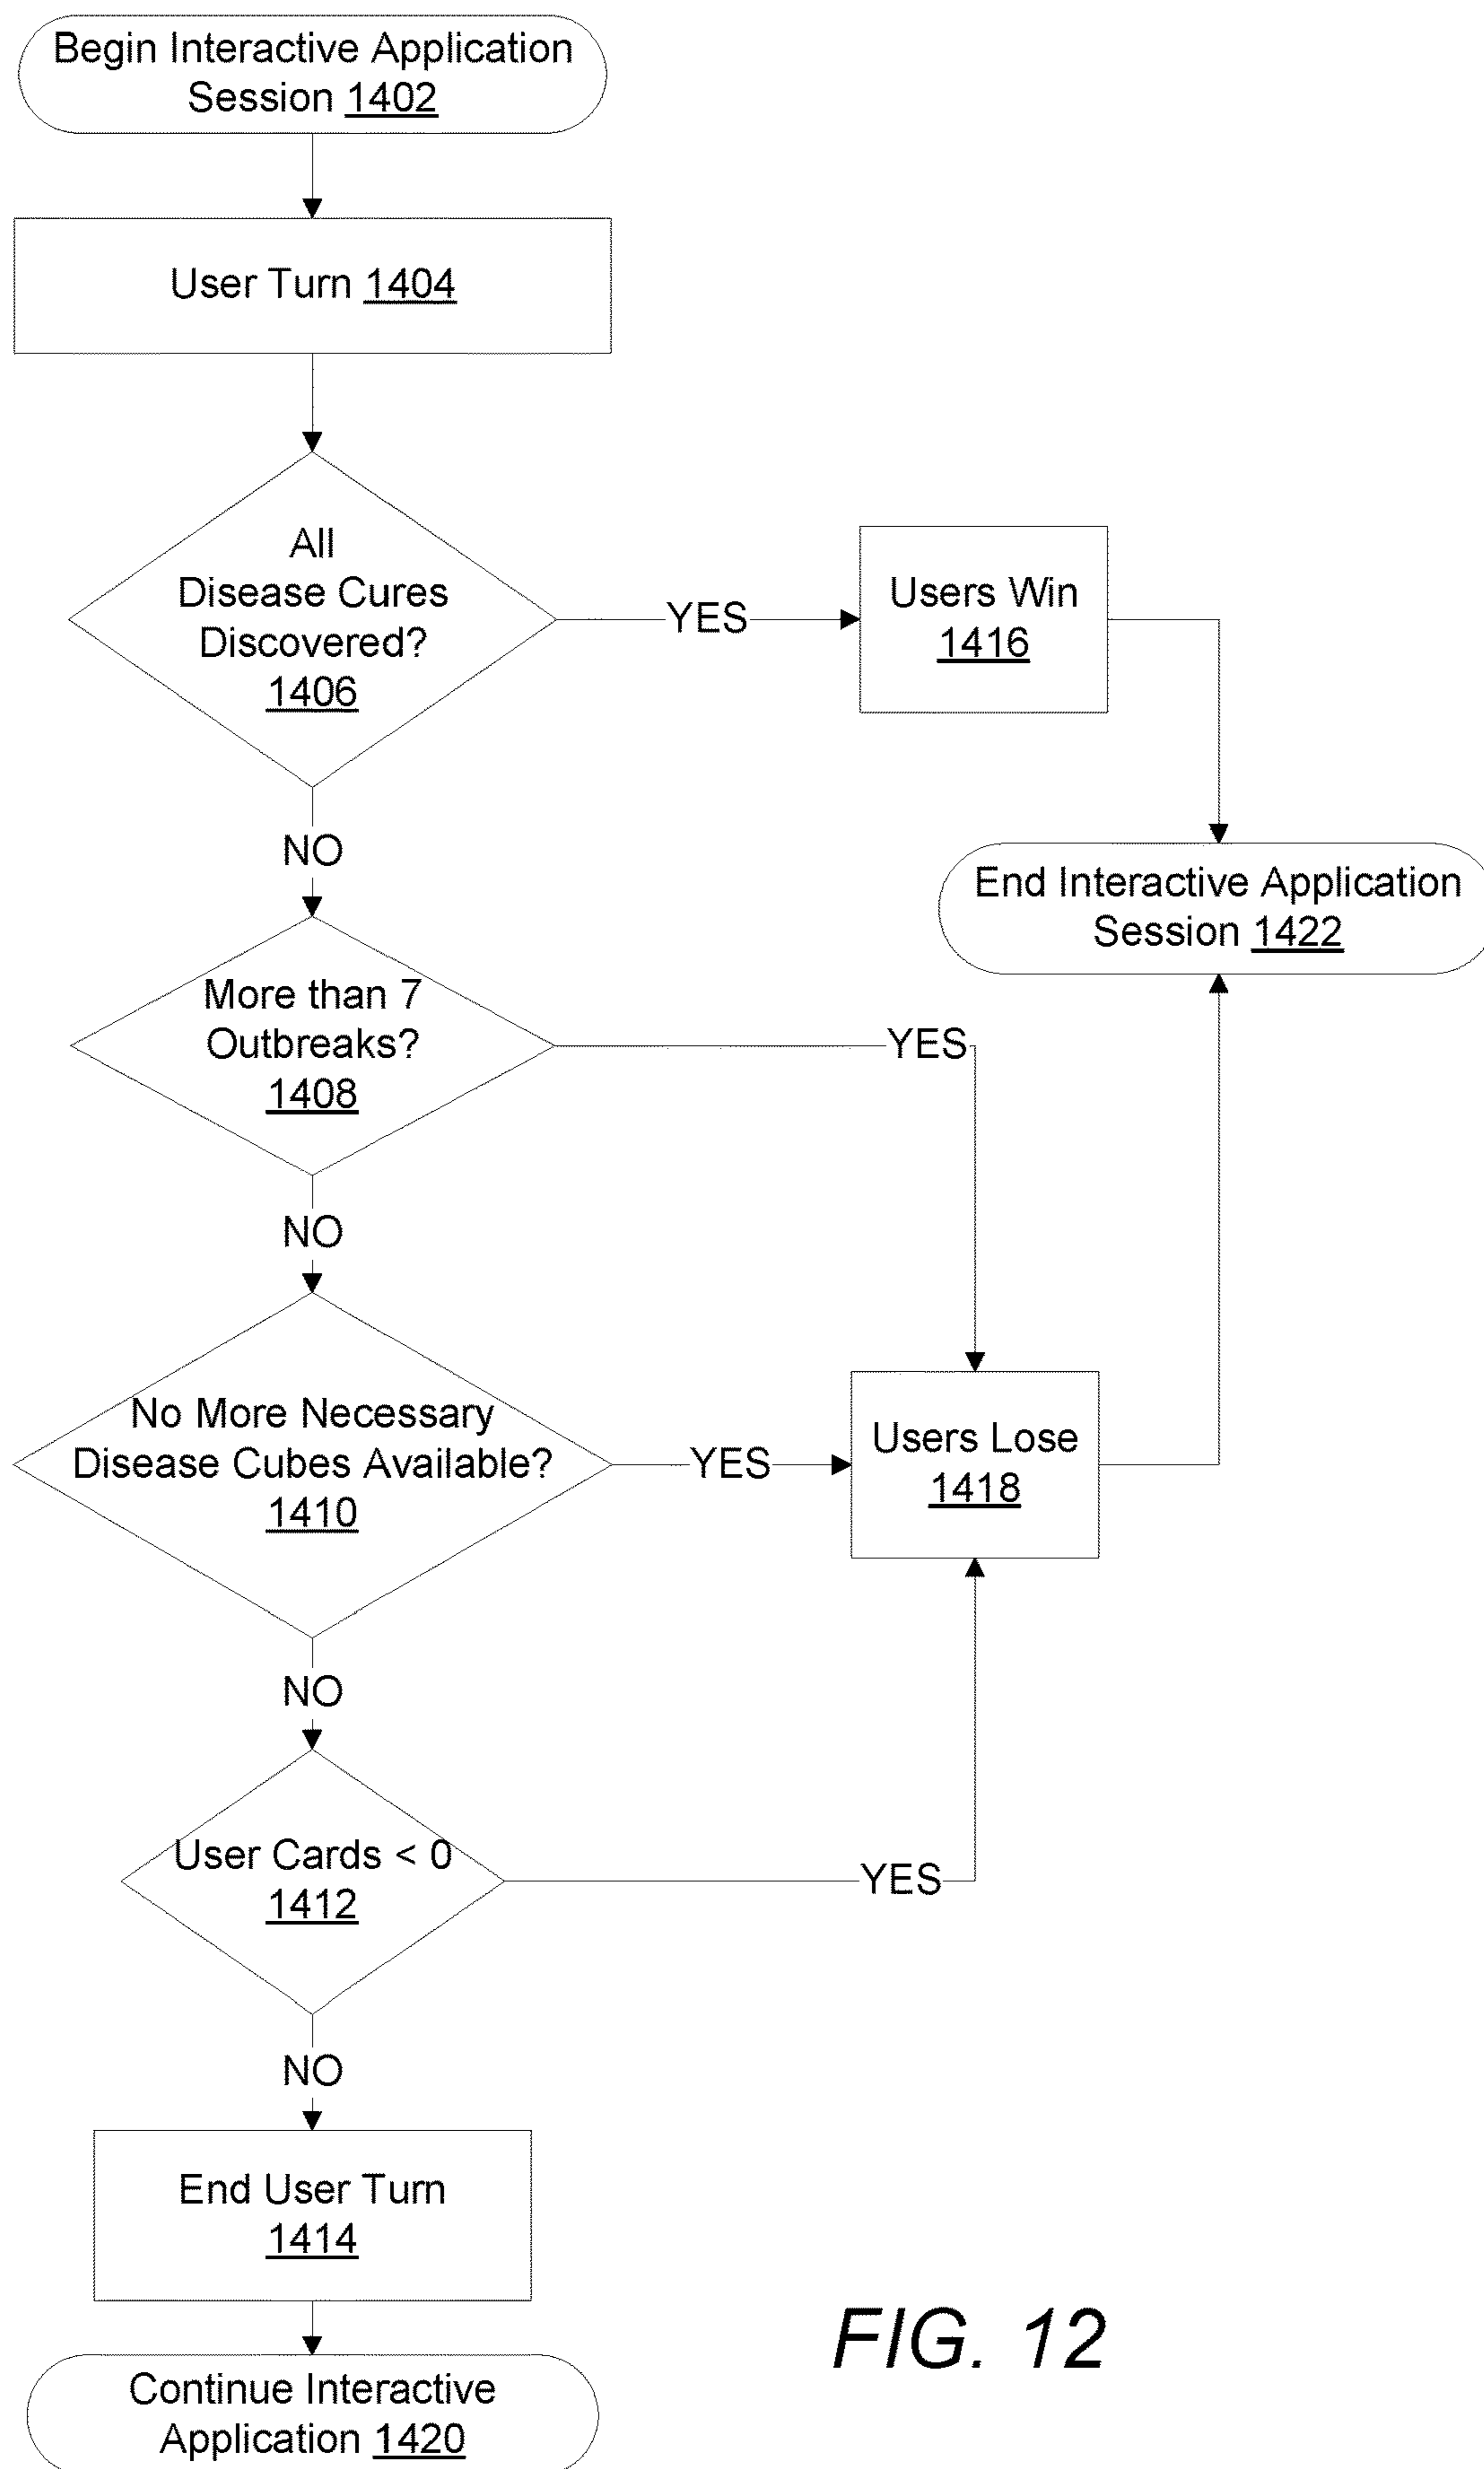 Begin Interactive Application
Session 1402
User Turn 1404
All
Disease Cures
Discovered?
1406
YES
Users Win
1416
NO
End Interactive Application
Session 1422
More than 7
Outbreaks?
1408
YES
NO
No More Necessary
Disease Cubes Available?
1410
YES
Users Lose
1418
NO
User Cards < 0
1412
YES
NO
End User Turn
1414
Continue Interactive
Application 1420
FIG. 12